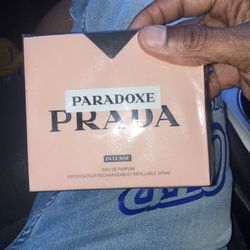 PARADOXE
PRADA
INTENSE
EAU DE PARFUM
VAPORISATEUR RECHARGEABLE / REFILLABLE SPRAY